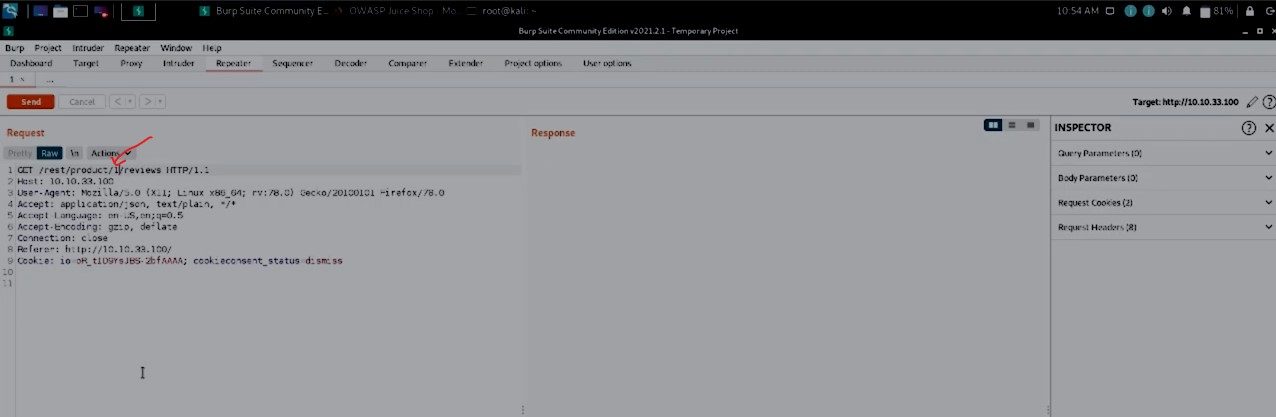 Burp Suite Community E... OWASP Juice Shop - Mo... root@kali: ~ 10:54 AM 81%
Burp Suite Community Edition v2021.2.1 - Temporary Project
Burp Project Intruder Repeater Window Help
Dashboard Target Proxy Intruder Repeater Sequencer Decoder Comparer Extender Project options User options
1 × ...
Send Cancel < > Target: http://10.10.33.100
Request Response INSPECTOR
Pretty Raw \n Actions
Query Parameters (0)
Body Parameters (0)
Request Cookies (2)
Request Headers (8)
1 GET /rest/product/1/reviews HTTP/1.1
2 Host: 10.10.33.100
3 User-Agent: Mozilla/5.0 (X11; Linux x86_64; rv:78.0) Gecko/20100101 Firefox/78.0
4 Accept: application/json, text/plain, */*
5 Accept-Language: en-US,en;q=0.5
6 Accept-Encoding: gzip, deflate
7 Connection: close
8 Referer: http://10.10.33.100/
9 Cookie: cookieconsent_status=dismiss
10
11